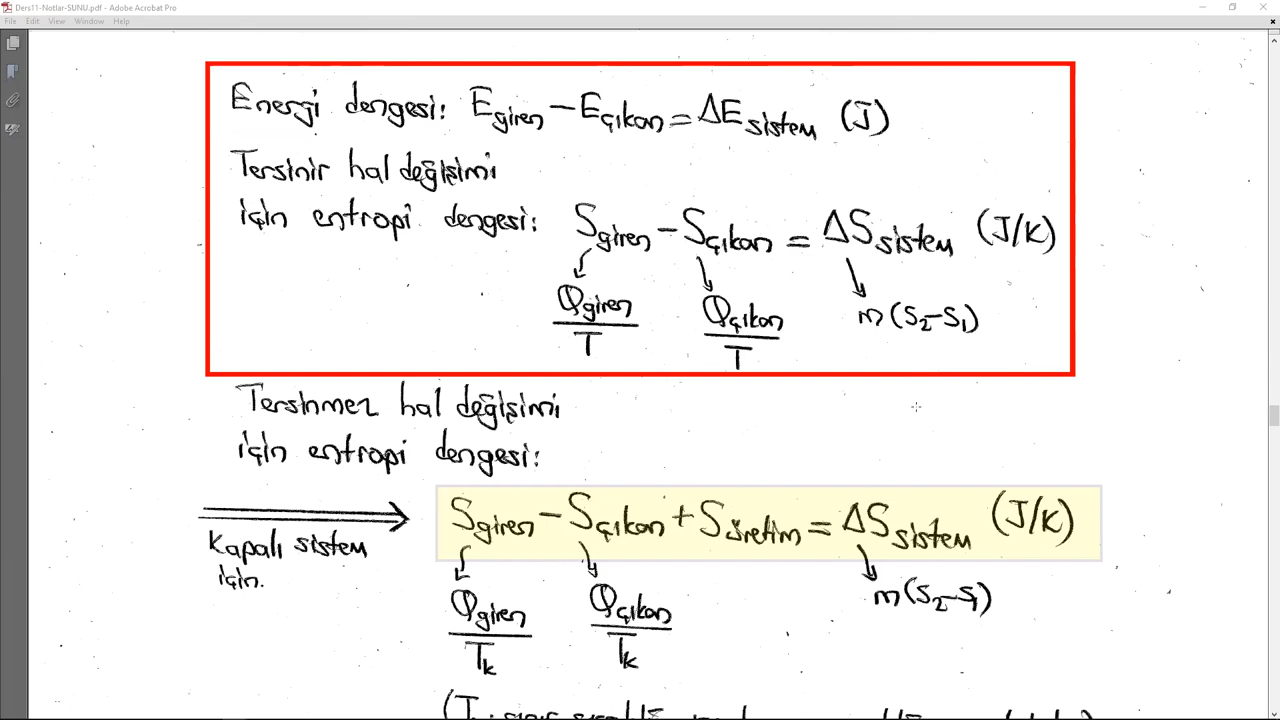 Ders11-Notlar-SUNU.pdf - Adobe Acrobat Pro
File Edit View Window Help
Energi dengesi: Egiren − Eçıkan = ΔEsistem (J)
Tersinir hal değişimi
için entropi dengesi: Sgiren − Sçıkan = ΔSsistem (J/K)
Qgiren/T Qçıkan/T m(S2−S1)
Tersinmez hal değişimi
için entropi dengesi:
Sgiren − Sçıkan + Süretim = ΔSsistem (J/K)
Kapalı sistem
için.
Qgiren/Tk Qçıkan/Tk m(S2−S1)